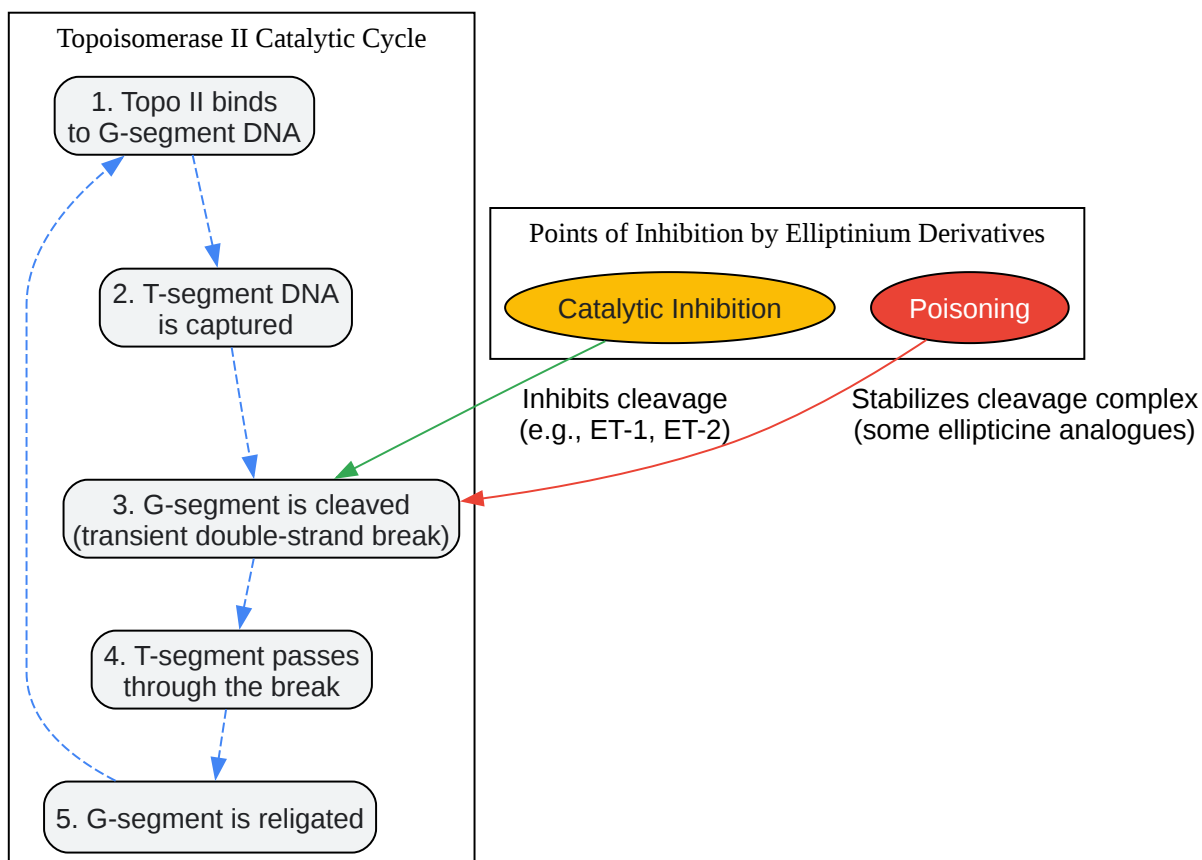 Topoisomerase II Catalytic Cycle
1. Topo II binds
to G-segment DNA
2. T-segment DNA
is captured
Points of Inhibition by Elliptinium Derivatives
Catalytic Inhibition
Poisoning
Inhibits cleavage
(e.g., ET-1, ET-2)
Stabilizes cleavage complex
(some ellipticine analogues)
3. G-segment is cleaved
(transient double-strand break)
4. T-segment passes
through the break
5. G-segment is religated